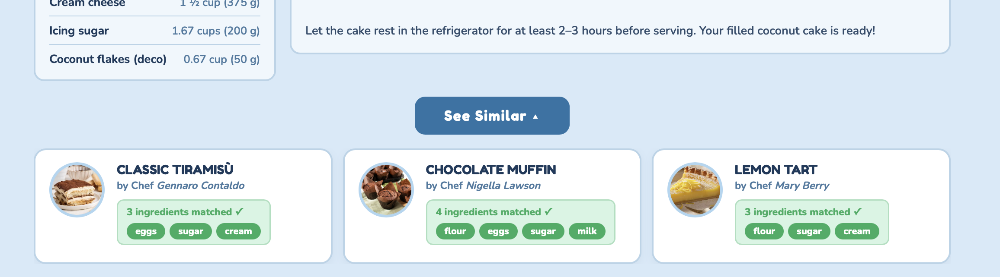 Cream cheese 1 ½ cup (375 g)
Icing sugar 1.67 cups (200 g)
Coconut flakes (deco) 0.67 cup (50 g)
Let the cake rest in the refrigerator for at least 2–3 hours before serving. Your filled coconut cake is ready!
See Similar ▲
CLASSIC TIRAMISÙ
by Chef Gennaro Contaldo
3 ingredients matched ✓
eggs sugar cream
CHOCOLATE MUFFIN
by Chef Nigella Lawson
4 ingredients matched ✓
flour eggs sugar milk
LEMON TART
by Chef Mary Berry
3 ingredients matched ✓
flour sugar cream